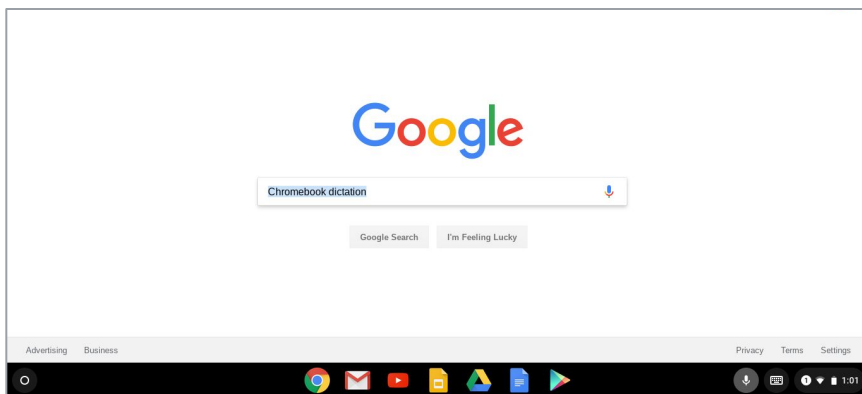 Google
Chromebook dictation
Google Search I'm Feeling Lucky
Advertising Business Privacy Terms Settings
1 1:01